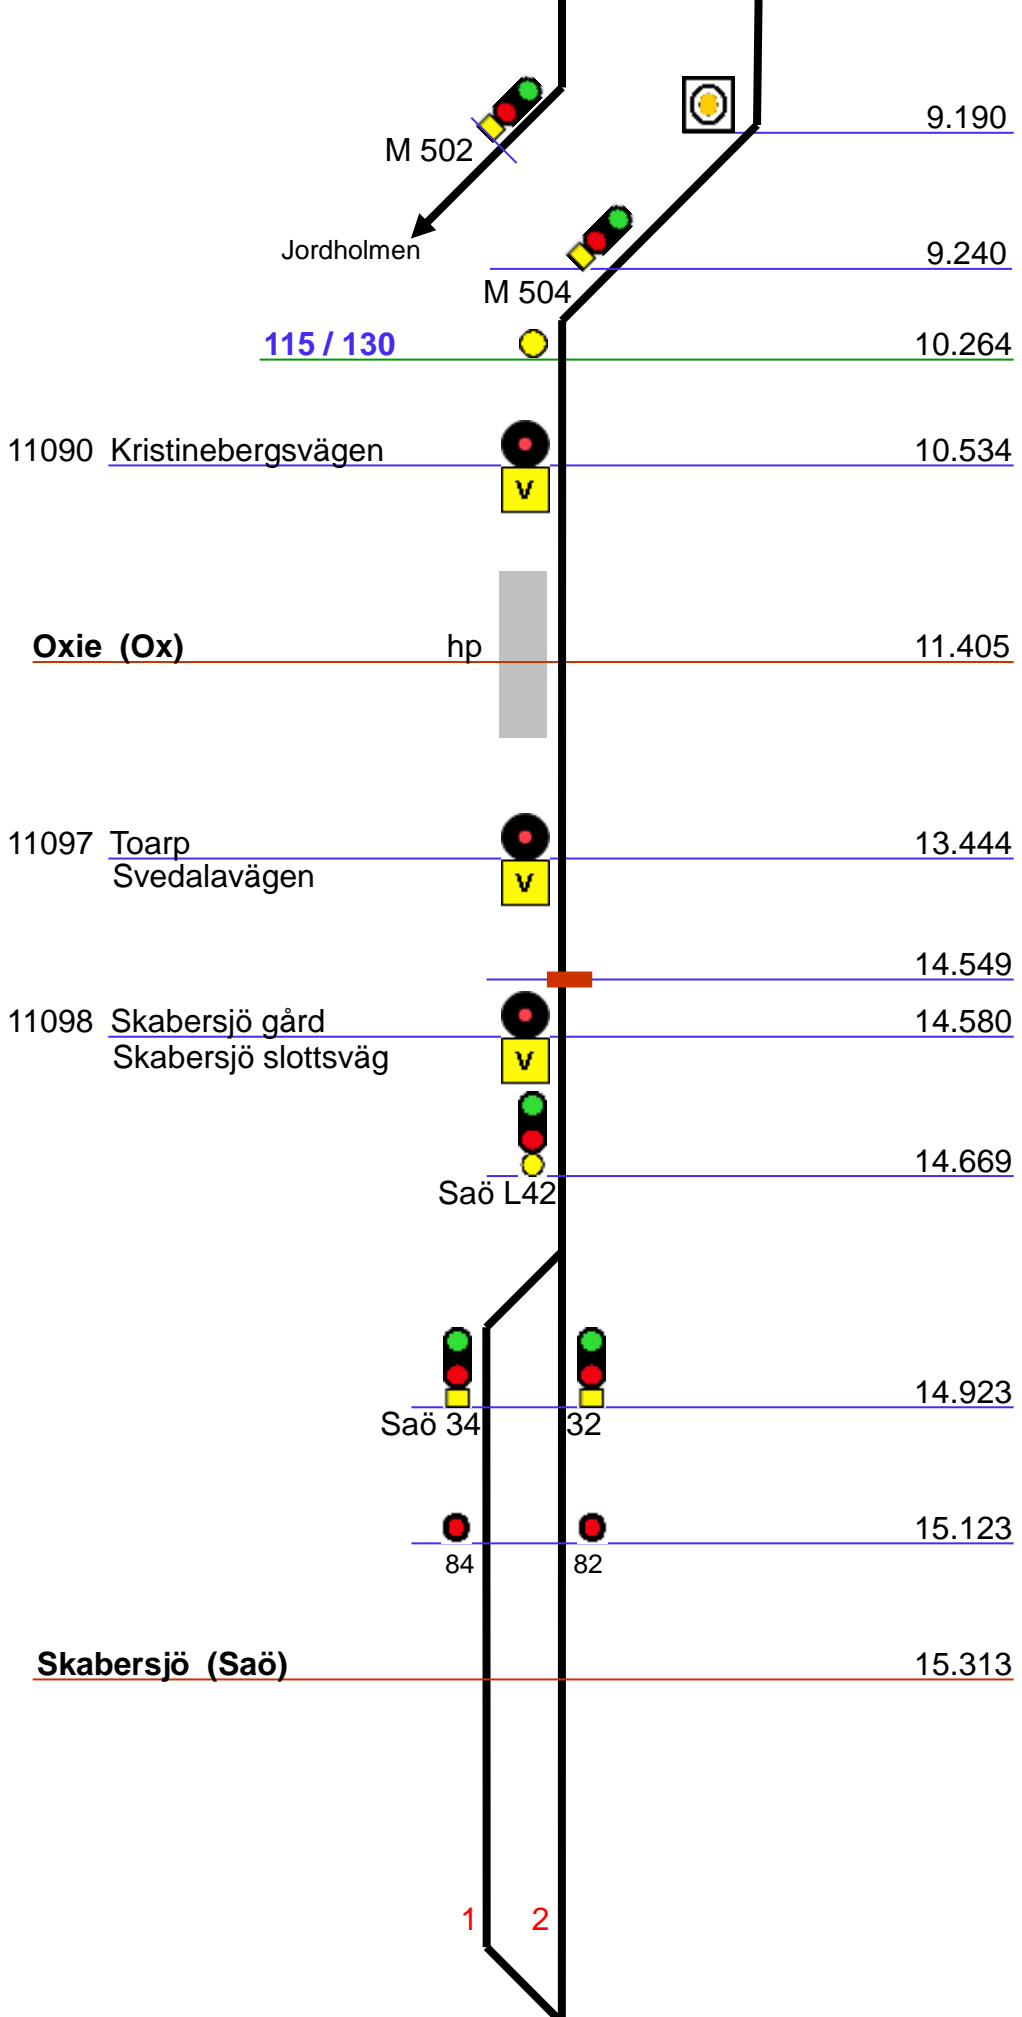 9.190
M 502
Jordholmen
9.240
M 504
115 / 130 10.264
11090 Kristinebergsvägen 10.534
V
Oxie (Ox) hp 11.405
11097 Toarp 13.444
Svedalavägen V
14.549
11098 Skabersjö gård 14.580
Skabersjö slottsväg V
14.669
Saö L42
14.923
Saö 34 32
15.123
84 82
Skabersjö (Saö) 15.313
1 2